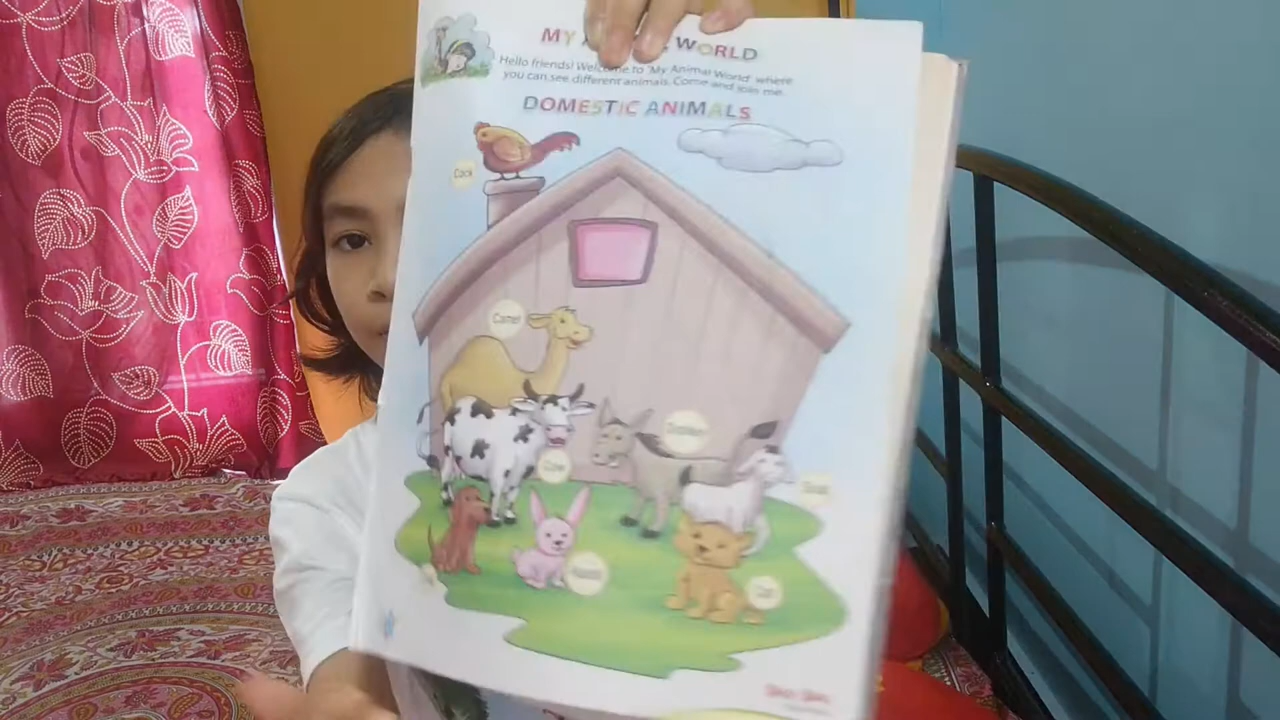 MY WORLD
Hello friends! Welcome to 'My Animal World' where
you can see different animals. Come and join me.
DOMESTIC ANIMALS
Cock
Camel
Donkey
Cow
Goat
Rabbit
Cat